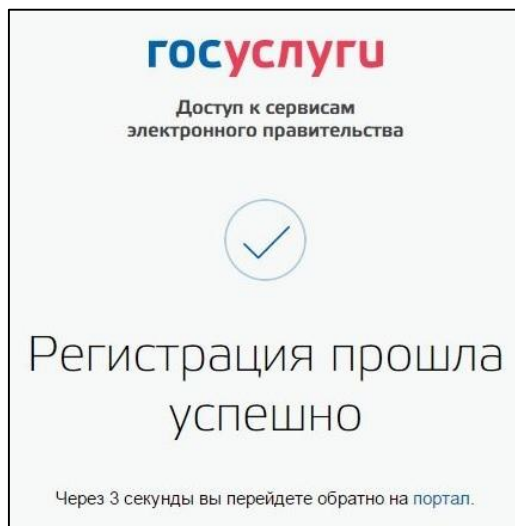 госуслуги
Доступ к сервисам
электронного правительства
Регистрация прошла
успешно
Через 3 секунды вы перейдете обратно на портал.